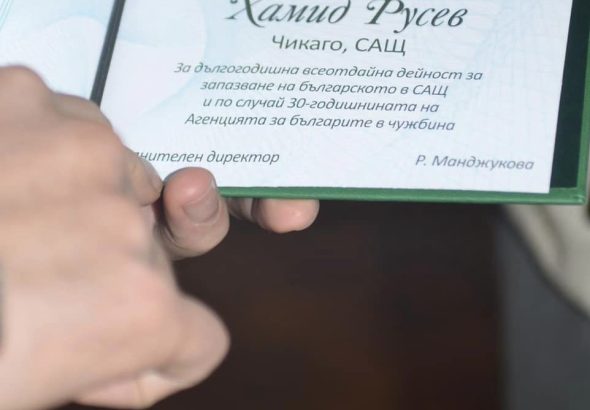 Хамид Русев
Чикаго, САЩ
За дългогодишна всеотдайна дейност за
запазване на българското в САЩ
и по случай 30-годишнината на
Агенцията за българите в чужбина
нителен директор Р. Манджукова